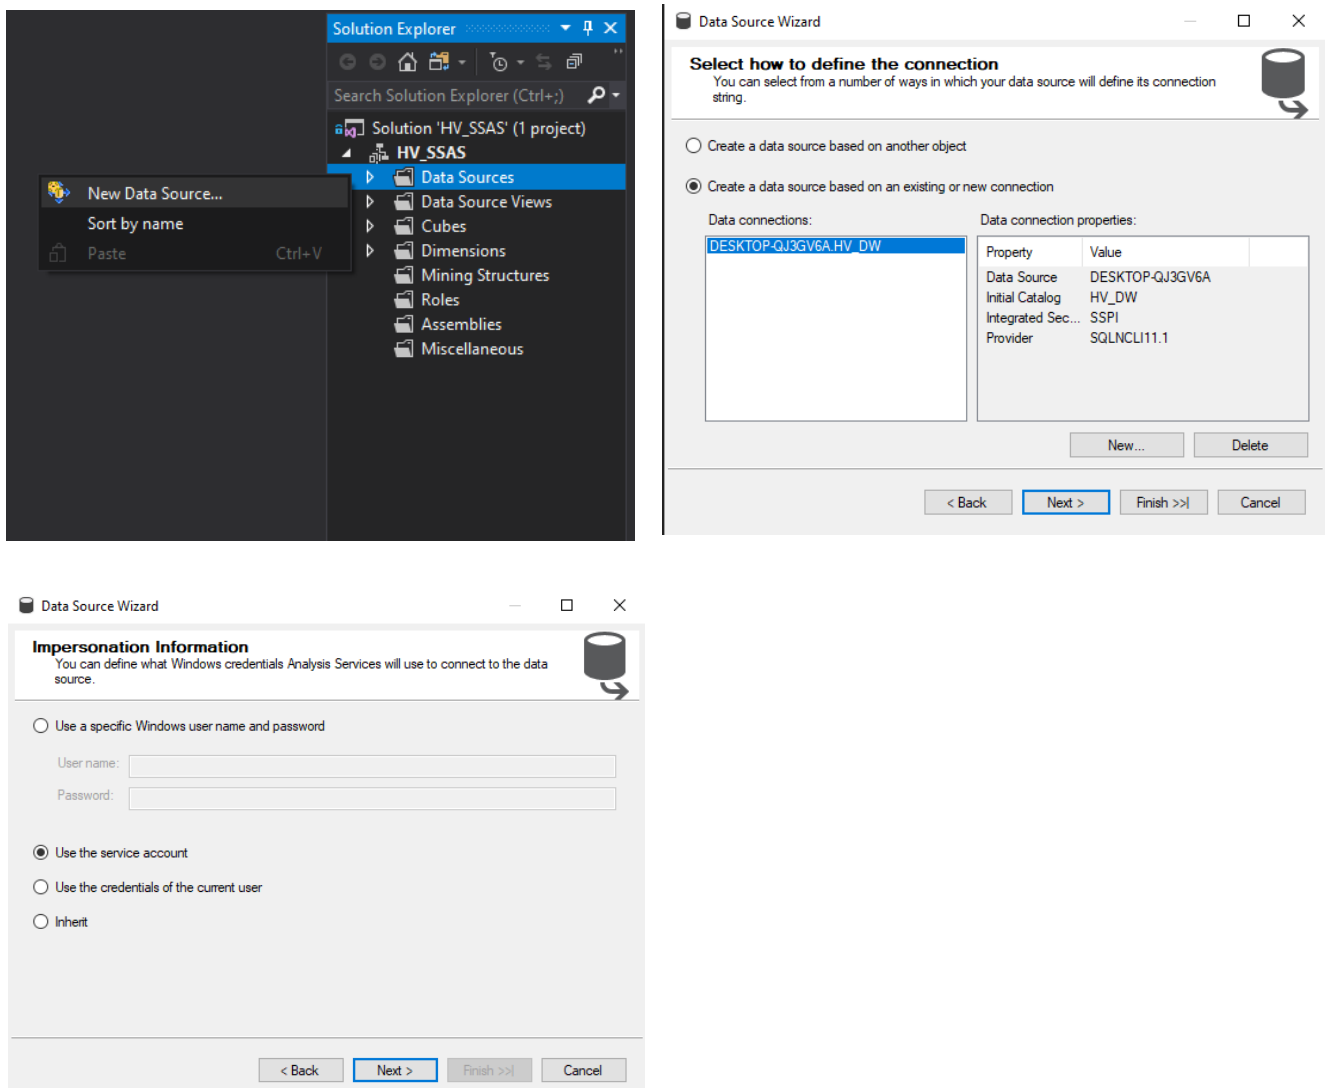 Solution Explorer
Search Solution Explorer (Ctrl+;)
Solution 'HV_SSAS' (1 project)
HV_SSAS
Data Sources
Data Source Views
Cubes
Dimensions
Mining Structures
Roles
Assemblies
Miscellaneous
New Data Source...
Sort by name
Paste Ctrl+V
Data Source Wizard
Select how to define the connection
You can select from a number of ways in which your data source will define its connection
string.
Create a data source based on another object
Create a data source based on an existing or new connection
Data connections:
DESKTOP-QJ3GV6A.HV_DW
Data connection properties:
Property Value
Data Source DESKTOP-QJ3GV6A
Initial Catalog HV_DW
Integrated Sec... SSPI
Provider SQLNCLI11.1
New... Delete
< Back Next > Finish >>| Cancel
Data Source Wizard
Impersonation Information
You can define what Windows credentials Analysis Services will use to connect to the data
source.
Use a specific Windows user name and password
User name:
Password:
Use the service account
Use the credentials of the current user
Inherit
< Back Next > Finish >>| Cancel